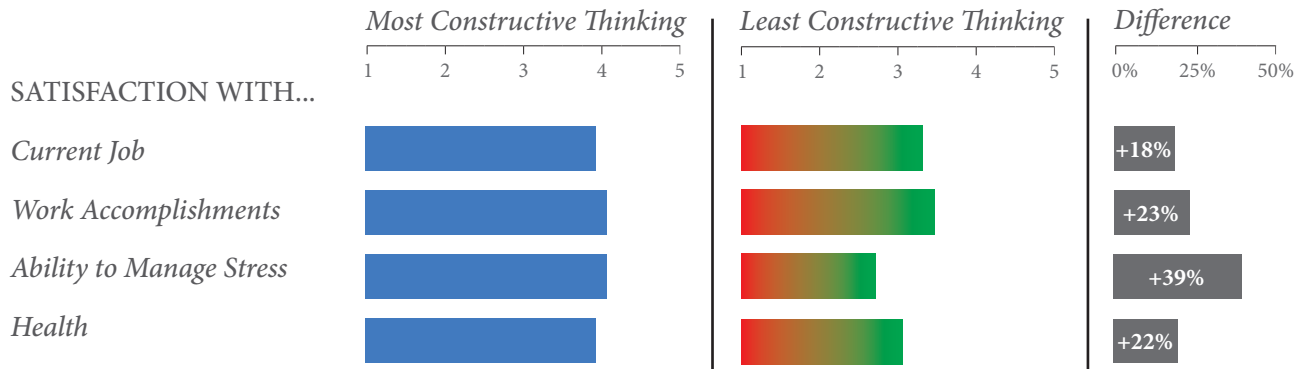 Most Constructive Thinking Least Constructive Thinking Difference
1 2 3 4 5 1 2 3 4 5 0% 25% 50%
SATISFACTION WITH...
Current Job +18%
Work Accomplishments +23%
Ability to Manage Stress +39%
Health +22%